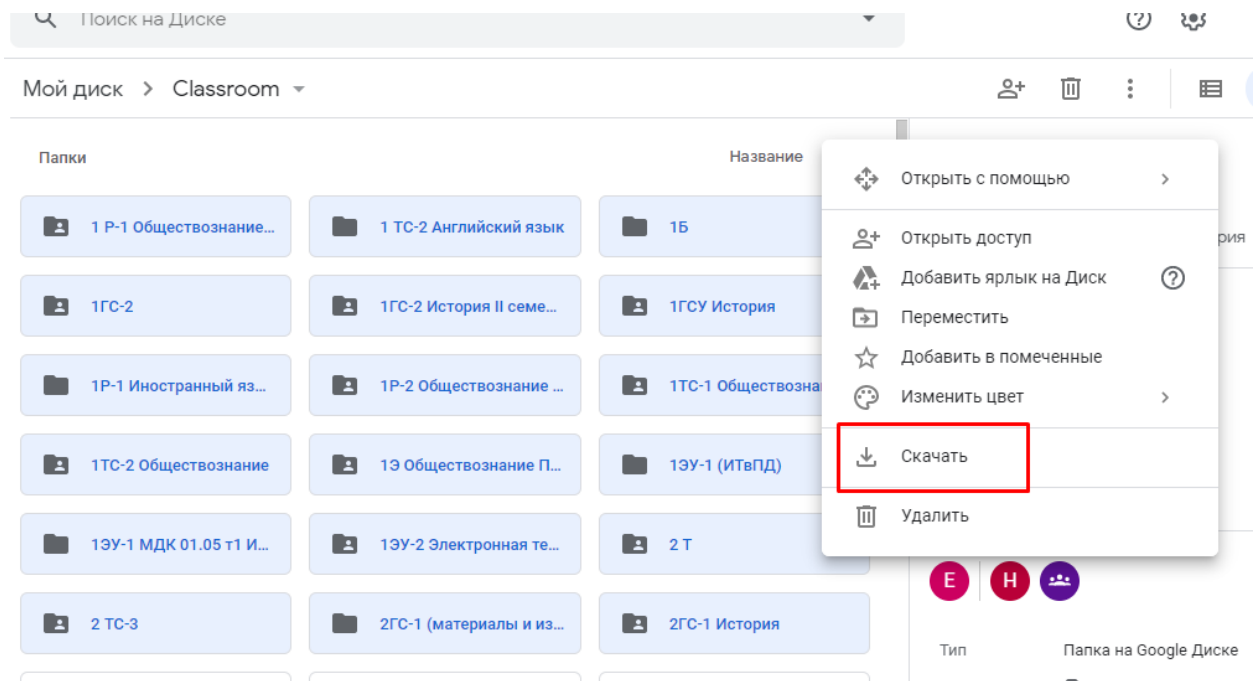 Поиск на Диске
Мой диск > Classroom
Папки
Название
1 Р-1 Обществознание...
1 ТС-2 Английский язык
1Б
1ГС-2
1ГС-2 История II семе...
1ГСУ История
1Р-1 Иностранный яз...
1Р-2 Обществознание ...
1ТС-1 Обществозна
1ТС-2 Обществознание
1Э Обществознание П...
1ЭУ-1 (ИТвПД)
1ЭУ-1 МДК 01.05 т1 И...
1ЭУ-2 Электронная те...
2 Т
2 ТС-3
2ГС-1 (материалы и из...
2ГС-1 История
Открыть с помощью
Открыть доступ
Добавить ярлык на Диск
Переместить
Добавить в помеченные
Изменить цвет
Скачать
Удалить
рия
Е Н
Тип
Папка на Google Диске